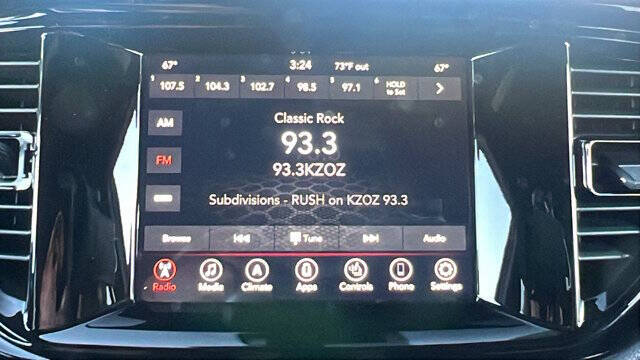 67° 3:24 73°F out 67°
1 107.5 2 104.3 3 102.7 4 98.5 5 97.1 6 HOLD to Set >
AM
Classic Rock
93.3
FM
93.3KZOZ
Subdivisions - RUSH on KZOZ 93.3
Browse Tune Audio
Radio Media Climate Apps Controls Phone Settings